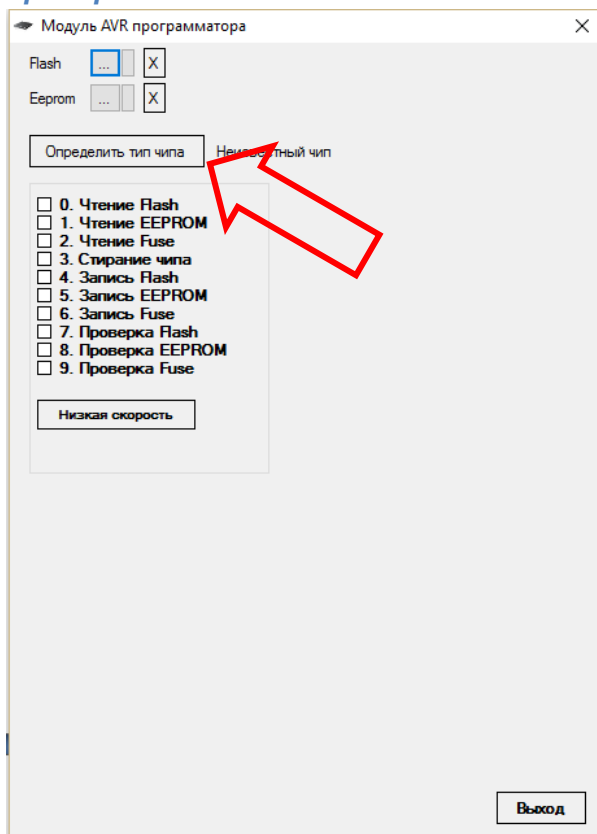 Модуль AVR программатора
Flash ... X
Eeprom ... X
Определить тип чипа Неизвестный чип
0. Чтение Flash
1. Чтение EEPROM
2. Чтение Fuse
3. Стирание чипа
4. Запись Flash
5. Запись EEPROM
6. Запись Fuse
7. Проверка Flash
8. Проверка EEPROM
9. Проверка Fuse
Низкая скорость
Выход